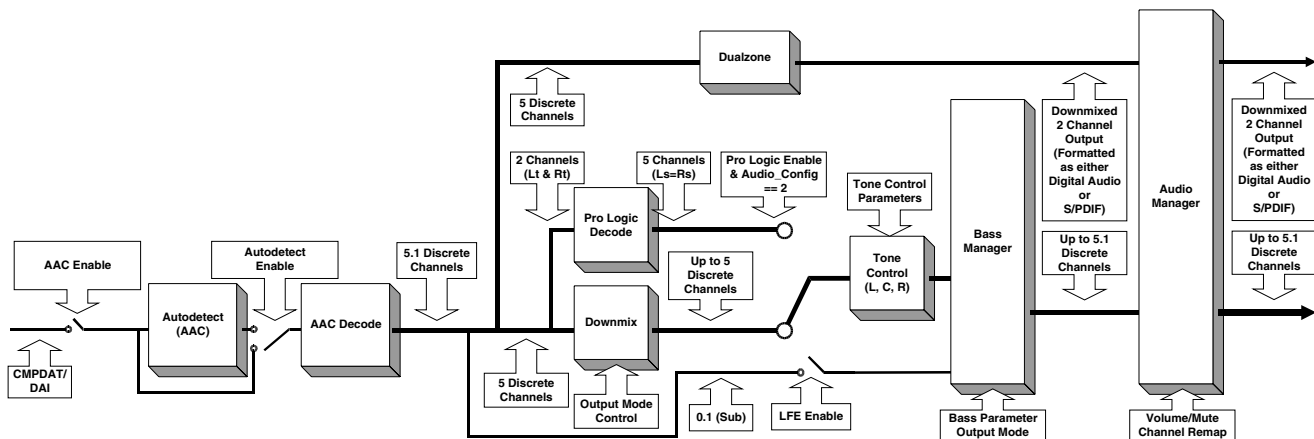 Dualzone
5 Discrete
Channels
2 Channels
(Lt & Rt)
5 Channels
(Ls=Rs)
Pro Logic Enable
& Audio_Config
== 2
Pro Logic
Decode
Tone Control
Parameters
Tone
Control
(L, C, R)
Bass
Manager
Downmixed
2 Channel
Output
(Formatted
as either
Digital Audio
or
S/PDIF)
Up to 5.1
Discrete
Channels
Audio
Manager
Downmixed
2 Channel
Output
(Formatted
as either
Digital Audio
or
S/PDIF)
Up to 5.1
Discrete
Channels
AAC Enable
Autodetect
Enable
5.1 Discrete
Channels
Up to 5
Discrete
Channels
Autodetect
(AAC)
AAC Decode
Downmix
CMPDAT/
DAI
5 Discrete
Channels
Output Mode
Control
0.1 (Sub)
LFE Enable
Bass Parameter
Output Mode
Volume/Mute
Channel Remap